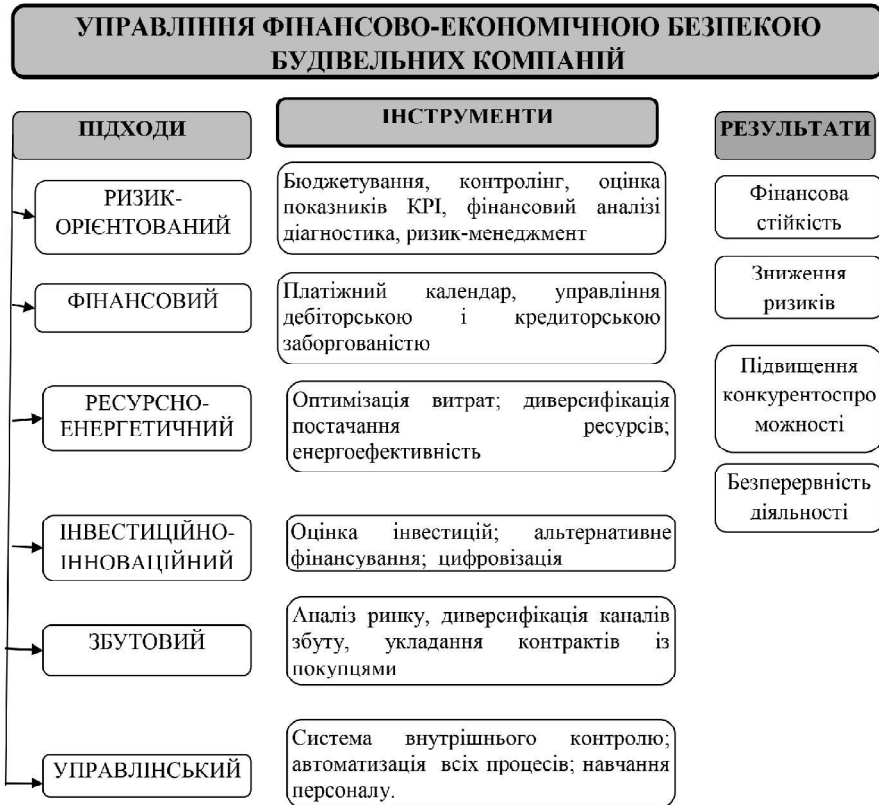 УПРАВЛІННЯ ФІНАНСОВО-ЕКОНОМІЧНОЮ БЕЗПЕКОЮ
БУДІВЕЛЬНИХ КОМПАНІЙ
ПІДХОДИ
ІНСТРУМЕНТИ
РЕЗУЛЬТАТИ
РИЗИК-
ОРІЄНТОВАНИЙ
Бюджетування, контролінг, оцінка
показників KPI, фінансовий аналізі
діагностика, ризик-менеджмент
Фінансова
стійкість
ФІНАНСОВИЙ
Платіжний календар, управління
дебіторською і кредиторською
заборгованістю
Зниження
ризиків
РЕСУРСНО-
ЕНЕРГЕТИЧНИЙ
Оптимізація витрат; диверсифікація
постачання ресурсів;
енергоефективність
Підвищення
конкурентоспро
можності
Безперервність
діяльності
ІНВЕСТИЦІЙНО-
ІННОВАЦІЙНИЙ
Оцінка інвестицій; альтернативне
фінансування; цифровізація
ЗБУТОВИЙ
Аналіз ринку, диверсифікація каналів
збуту, укладання контрактів із
покупцями
УПРАВЛІНСЬКИЙ
Система внутрішнього контролю;
автоматизація всіх процесів; навчання
персоналу.